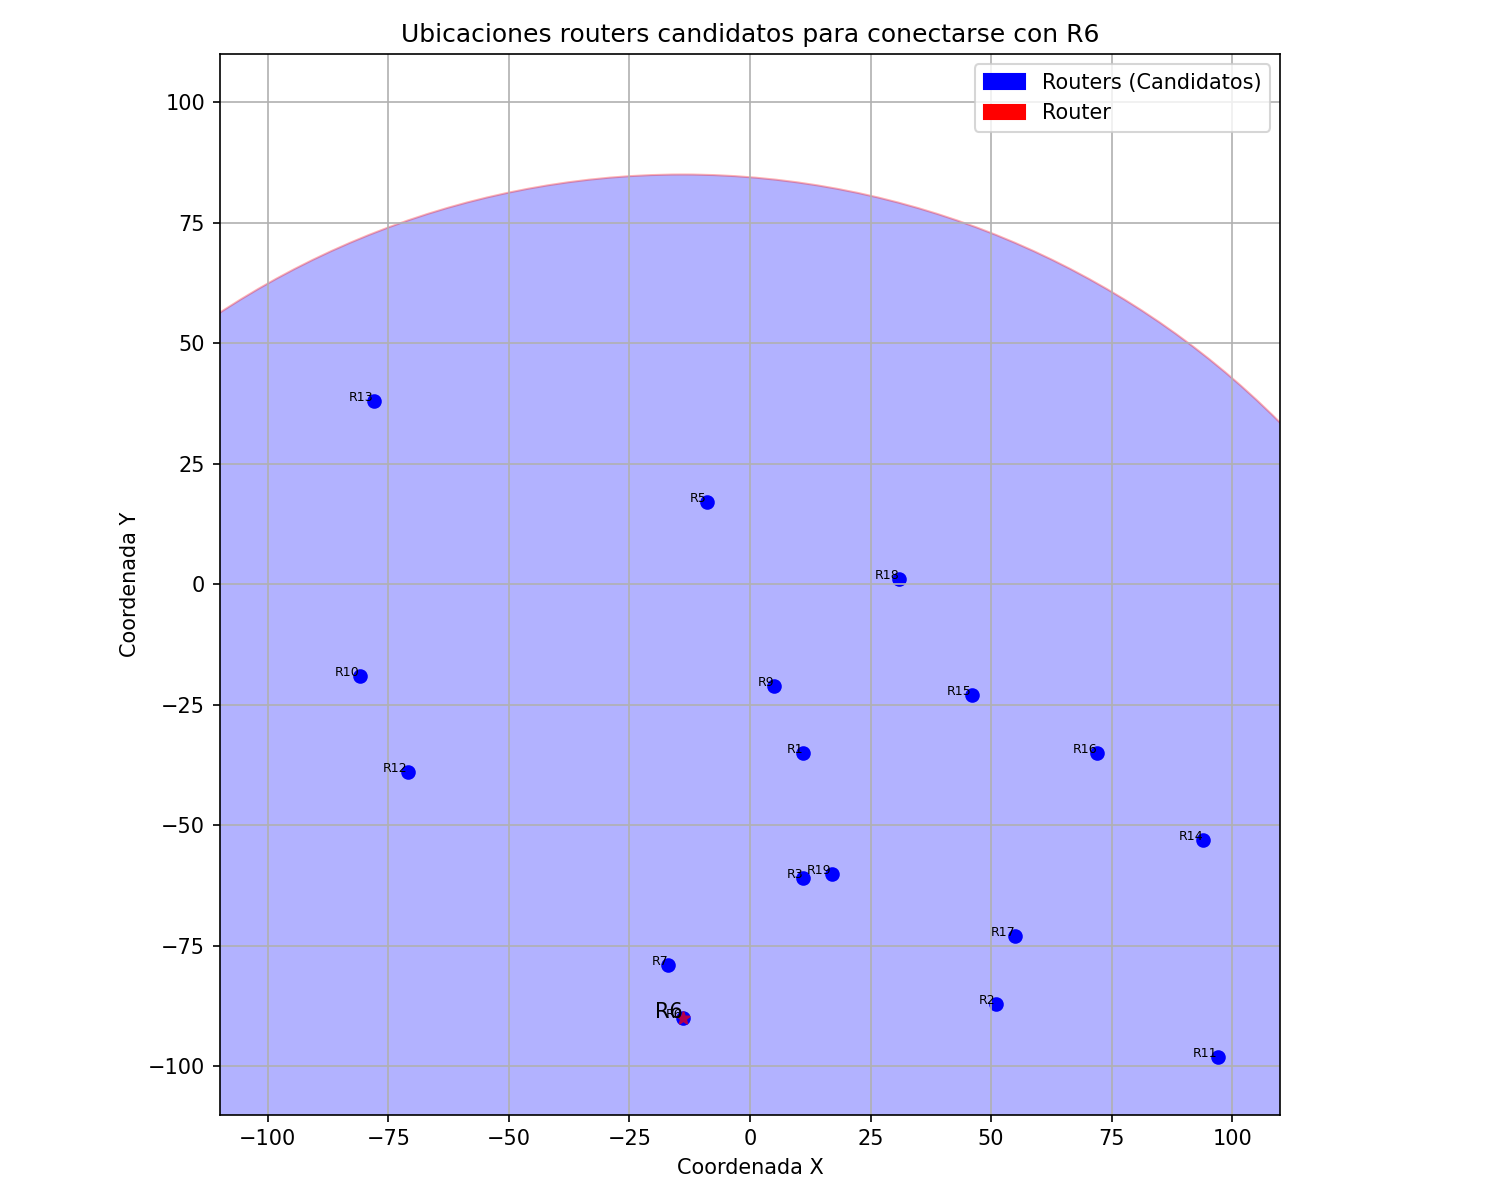 Ubicaciones routers candidatos para conectarse con R6
Routers (Candidatos)
Router
100
75
50
25
0
−25
−50
−75
−100
Coordenada Y
R13
R5
R18
R10
R9
R15
R1
R16
R12
R14
R3
R19
R17
R7
R2
R6
R6
R11
−100
−75
−50
−25
0
25
50
75
100
Coordenada X